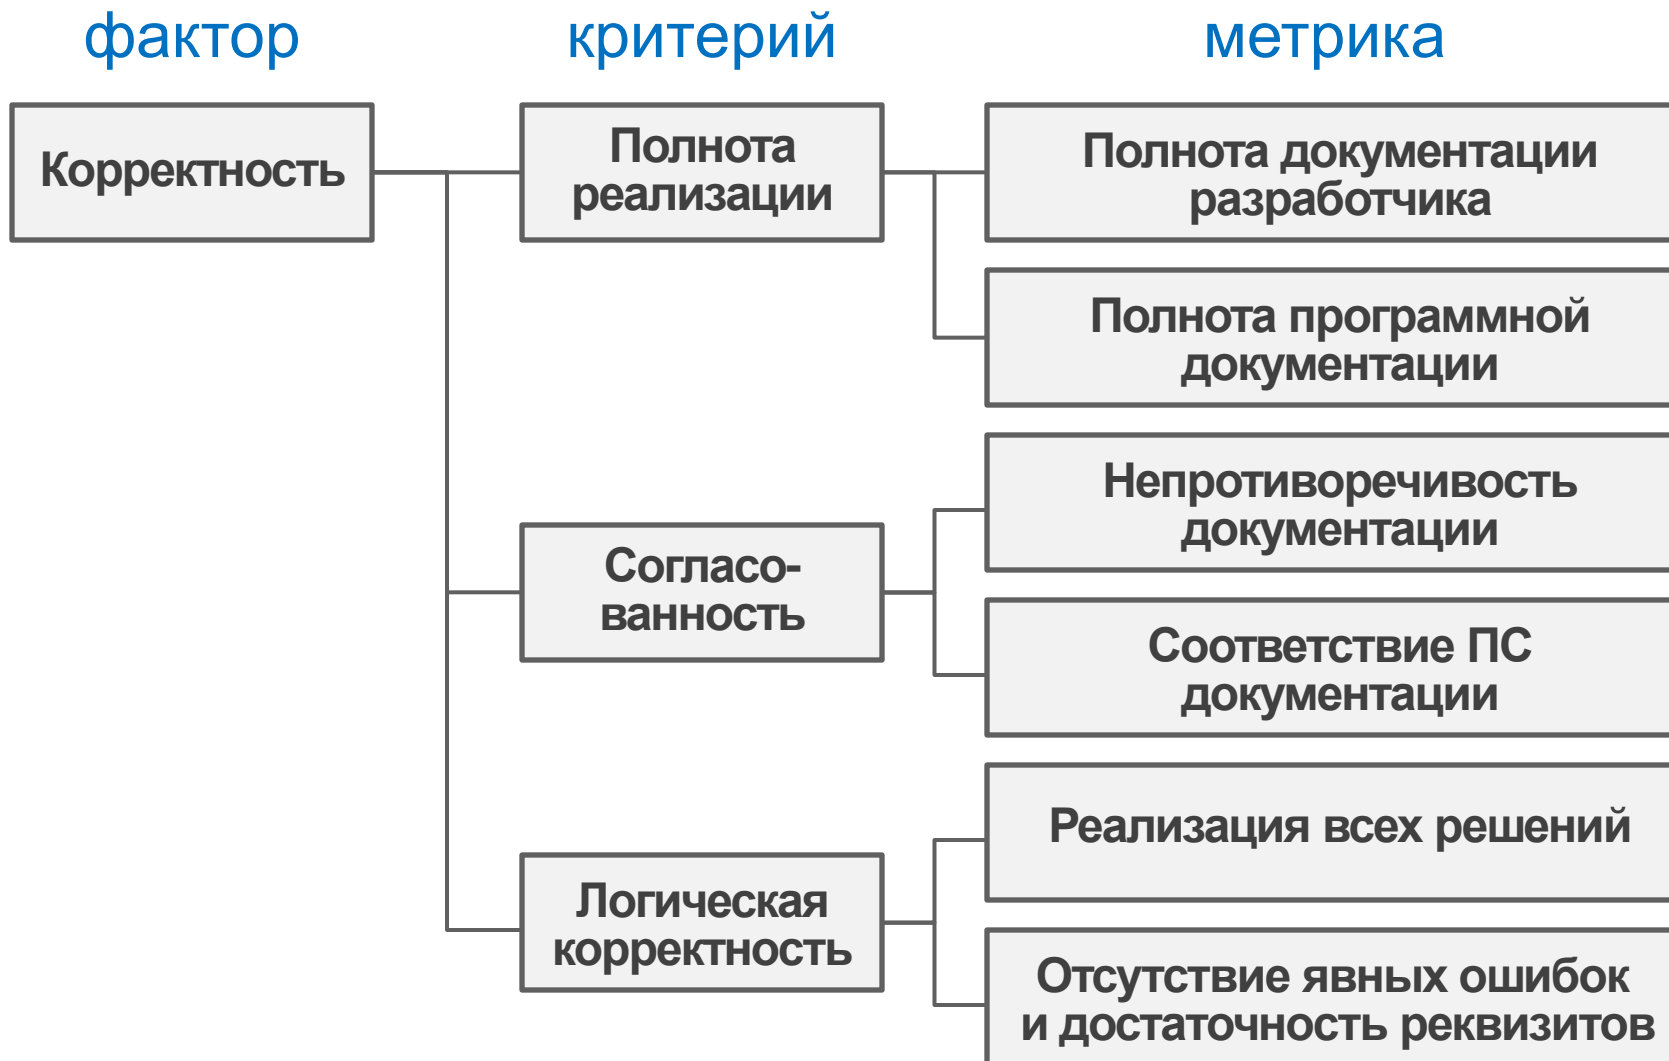 фактор
критерий
метрика
Корректность
Полнота
реализации
Полнота документации
разработчика
Полнота программной
документации
Согласо-
ванность
Непротиворечивость
документации
Соответствие ПС
документации
Логическая
корректность
Реализация всех решений
Отсутствие явных ошибок
и достаточность реквизитов